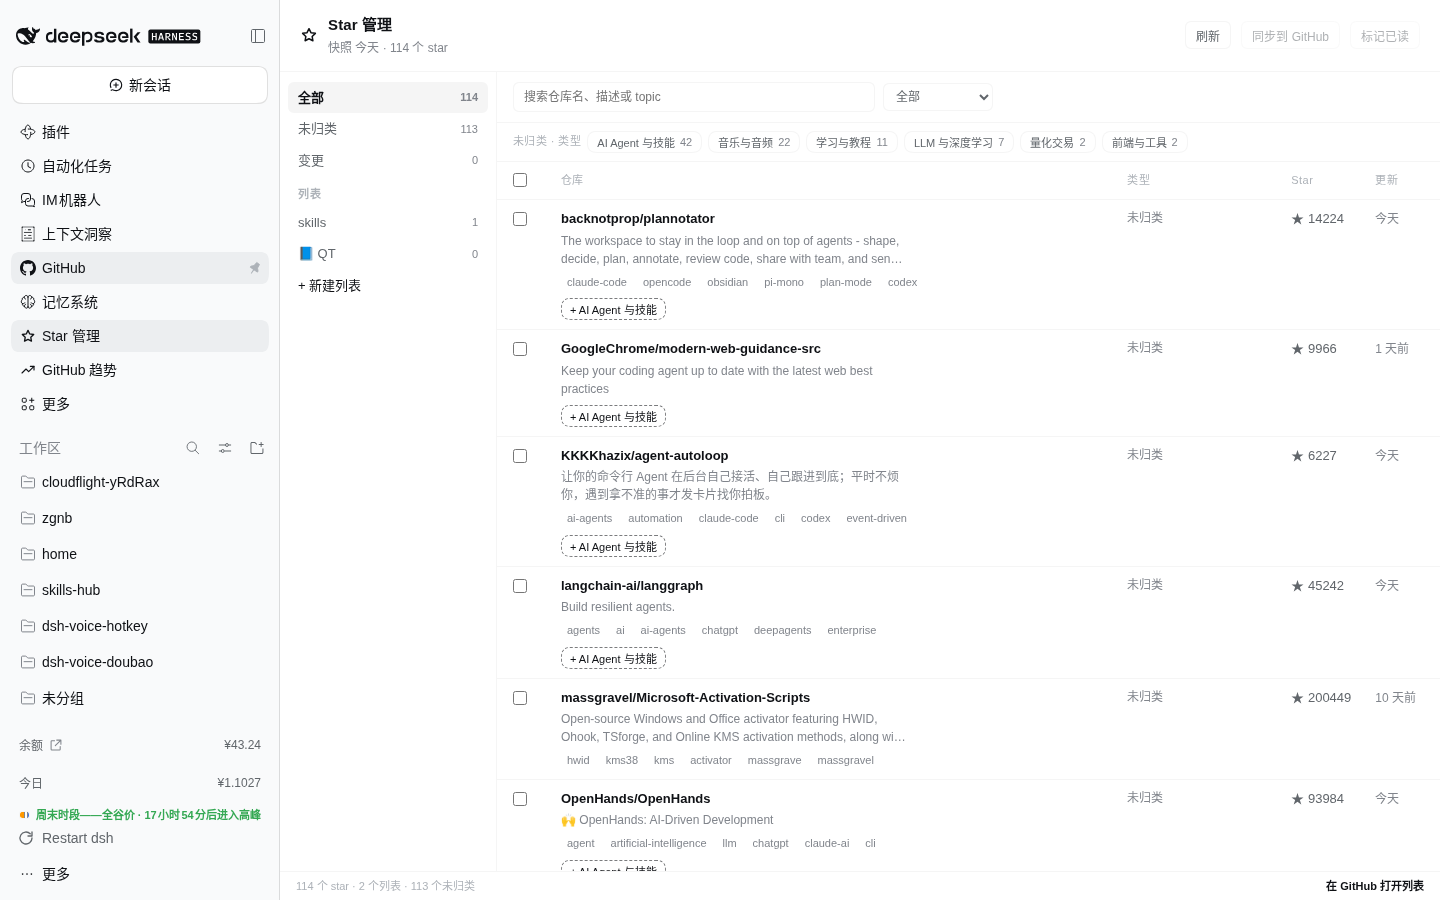 deepseek HARNESS
新会话
插件
自动化任务
IM机器人
上下文洞察
GitHub
记忆系统
Star 管理
GitHub 趋势
更多
工作区
cloudflight-yRdRax
zgnb
home
skills-hub
dsh-voice-hotkey
dsh-voice-doubao
未分组
余额 ¥43.24
今日 ¥1.1027
周末时段——全谷价 · 17小时54分后进入高峰
Restart dsh
更多
Star 管理
快照 今天 · 114 个 star
刷新 同步到 GitHub 标记已读
全部 114
未归类 113
变更 0
列表
skills 1
📘 QT 0
+ 新建列表
搜索仓库名、描述或 topic 全部
未归类 · 类型 AI Agent 与技能 42 音乐与音频 22 学习与教程 11 LLM 与深度学习 7 量化交易 2 前端与工具 2
仓库 类型 Star 更新
backnotprop/plannotator 未归类 ★ 14224 今天
The workspace to stay in the loop and on top of agents - shape,
decide, plan, annotate, review code, share with team, and sen…
claude-code opencode obsidian pi-mono plan-mode codex
+ AI Agent 与技能
GoogleChrome/modern-web-guidance-src 未归类 ★ 9966 1 天前
Keep your coding agent up to date with the latest web best
practices
+ AI Agent 与技能
KKKKhazix/agent-autoloop 未归类 ★ 6227 今天
让你的命令行 Agent 在后台自己接活、自己跟进到底；平时不烦
你，遇到拿不准的事才发卡片找你拍板。
ai-agents automation claude-code cli codex event-driven
+ AI Agent 与技能
langchain-ai/langgraph 未归类 ★ 45242 今天
Build resilient agents.
agents ai ai-agents chatgpt deepagents enterprise
+ AI Agent 与技能
massgravel/Microsoft-Activation-Scripts 未归类 ★ 200449 10 天前
Open-source Windows and Office activator featuring HWID,
Ohook, TSforge, and Online KMS activation methods, along wi…
hwid kms38 kms activator massgrave massgravel
OpenHands/OpenHands 未归类 ★ 93984 今天
🙌 OpenHands: AI-Driven Development
agent artificial-intelligence llm chatgpt claude-ai cli
+ AI Agent 与技能
114 个 star · 2 个列表 · 113 个未归类
在 GitHub 打开列表